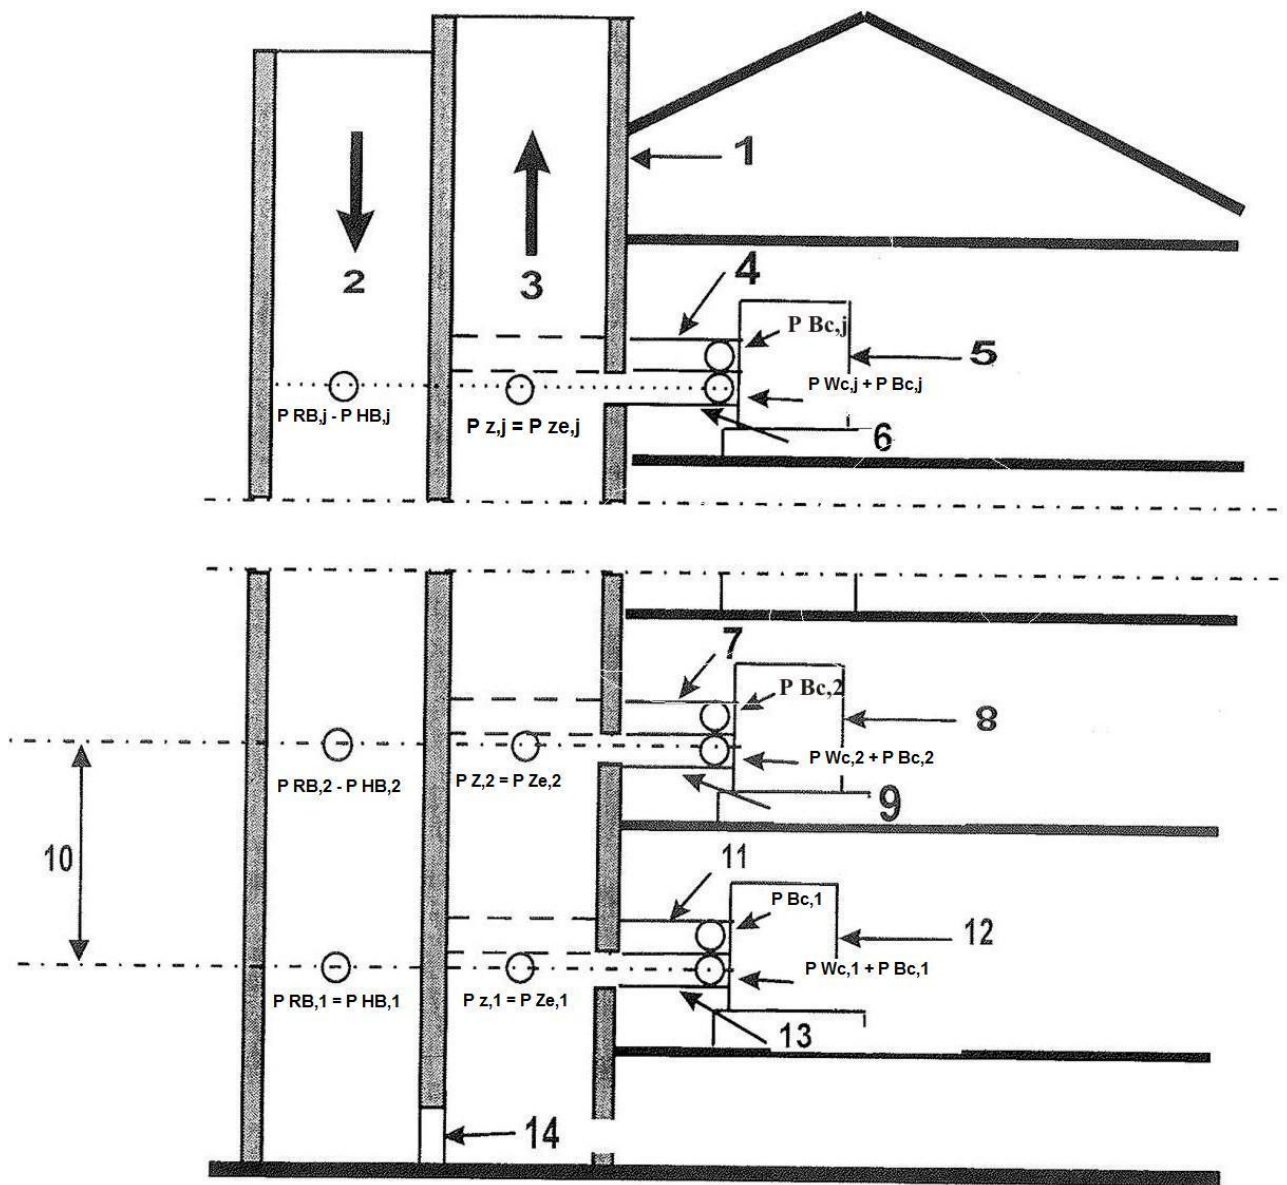 1
2
3
4
P Bc,j
5
P Wc,j + P Bc,j
P RB,j - P HB,j
P z,j = P ze,j
6
7
P Bc,2
8
P Wc,2 + P Bc,2
P RB,2 - P HB,2
P Z,2 = P Ze,2
9
10
11
P Bc,1
12
P Wc,1 + P Bc,1
P RB,1 = P HB,1
P z,1 = P Ze,1
13
14